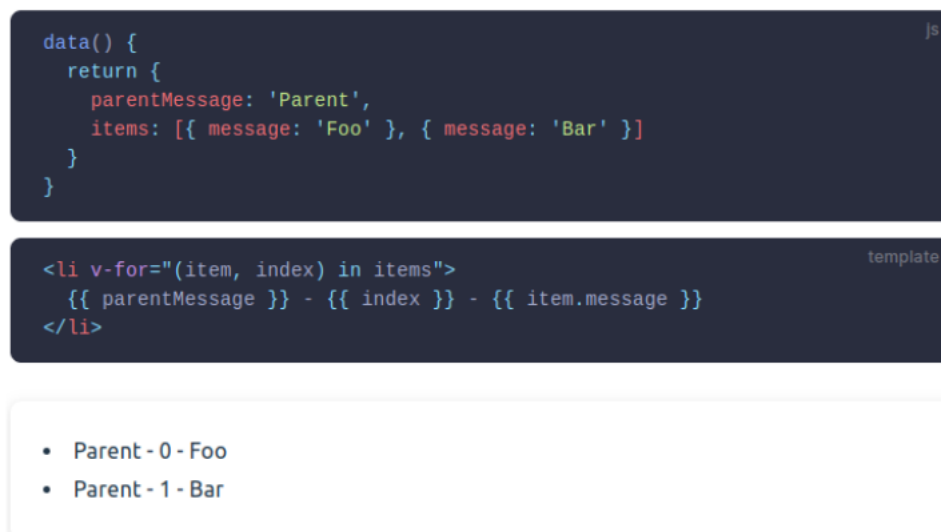 js
data() {
  return {
    parentMessage: 'Parent',
    items: [{ message: 'Foo' }, { message: 'Bar' }]
  }
}
template
<li v-for="(item, index) in items">
  {{ parentMessage }} - {{ index }} - {{ item.message }}
</li>
• Parent - 0 - Foo
• Parent - 1 - Bar